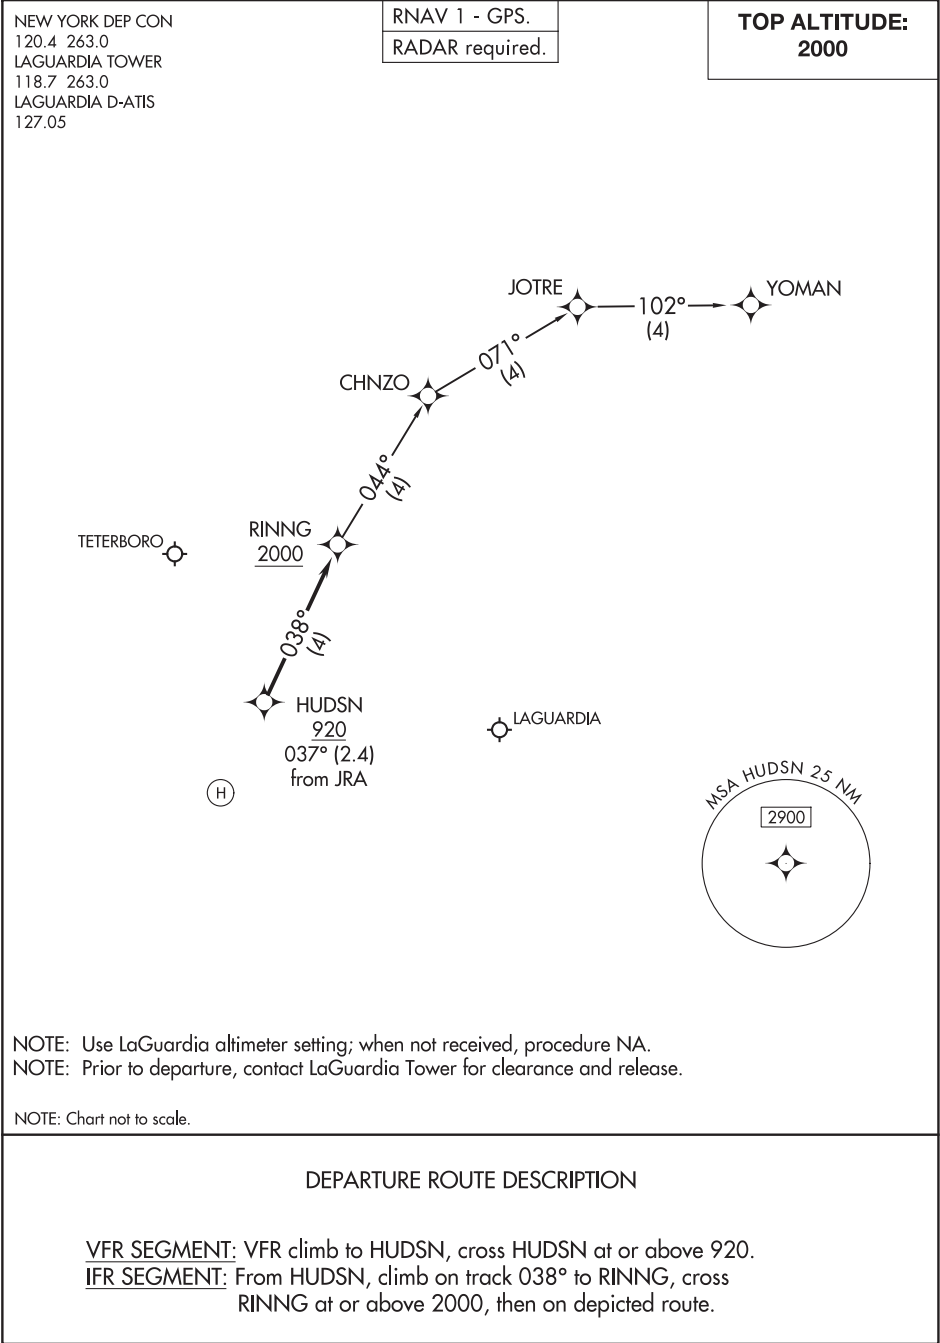 NEW YORK DEP CON
120.4 263.0
LAGUARDIA TOWER
118.7 263.0
LAGUARDIA D-ATIS
127.05
RNAV 1 - GPS.
RADAR required.
TOP ALTITUDE:
2000
JOTRE
102°
(4)
YOMAN
071°
(4)
CHNZO
044°
(4)
TETERBORO
RINNG
2000
038°
(4)
HUDSN
920
037° (2.4)
from JRA
LAGUARDIA
H
MSA HUDSN 25 NM
2900
NOTE: Use LaGuardia altimeter setting; when not received, procedure NA.
NOTE: Prior to departure, contact LaGuardia Tower for clearance and release.
NOTE: Chart not to scale.
DEPARTURE ROUTE DESCRIPTION
VFR SEGMENT: VFR climb to HUDSN, cross HUDSN at or above 920.
IFR SEGMENT: From HUDSN, climb on track 038° to RINNG, cross
RINNG at or above 2000, then on depicted route.